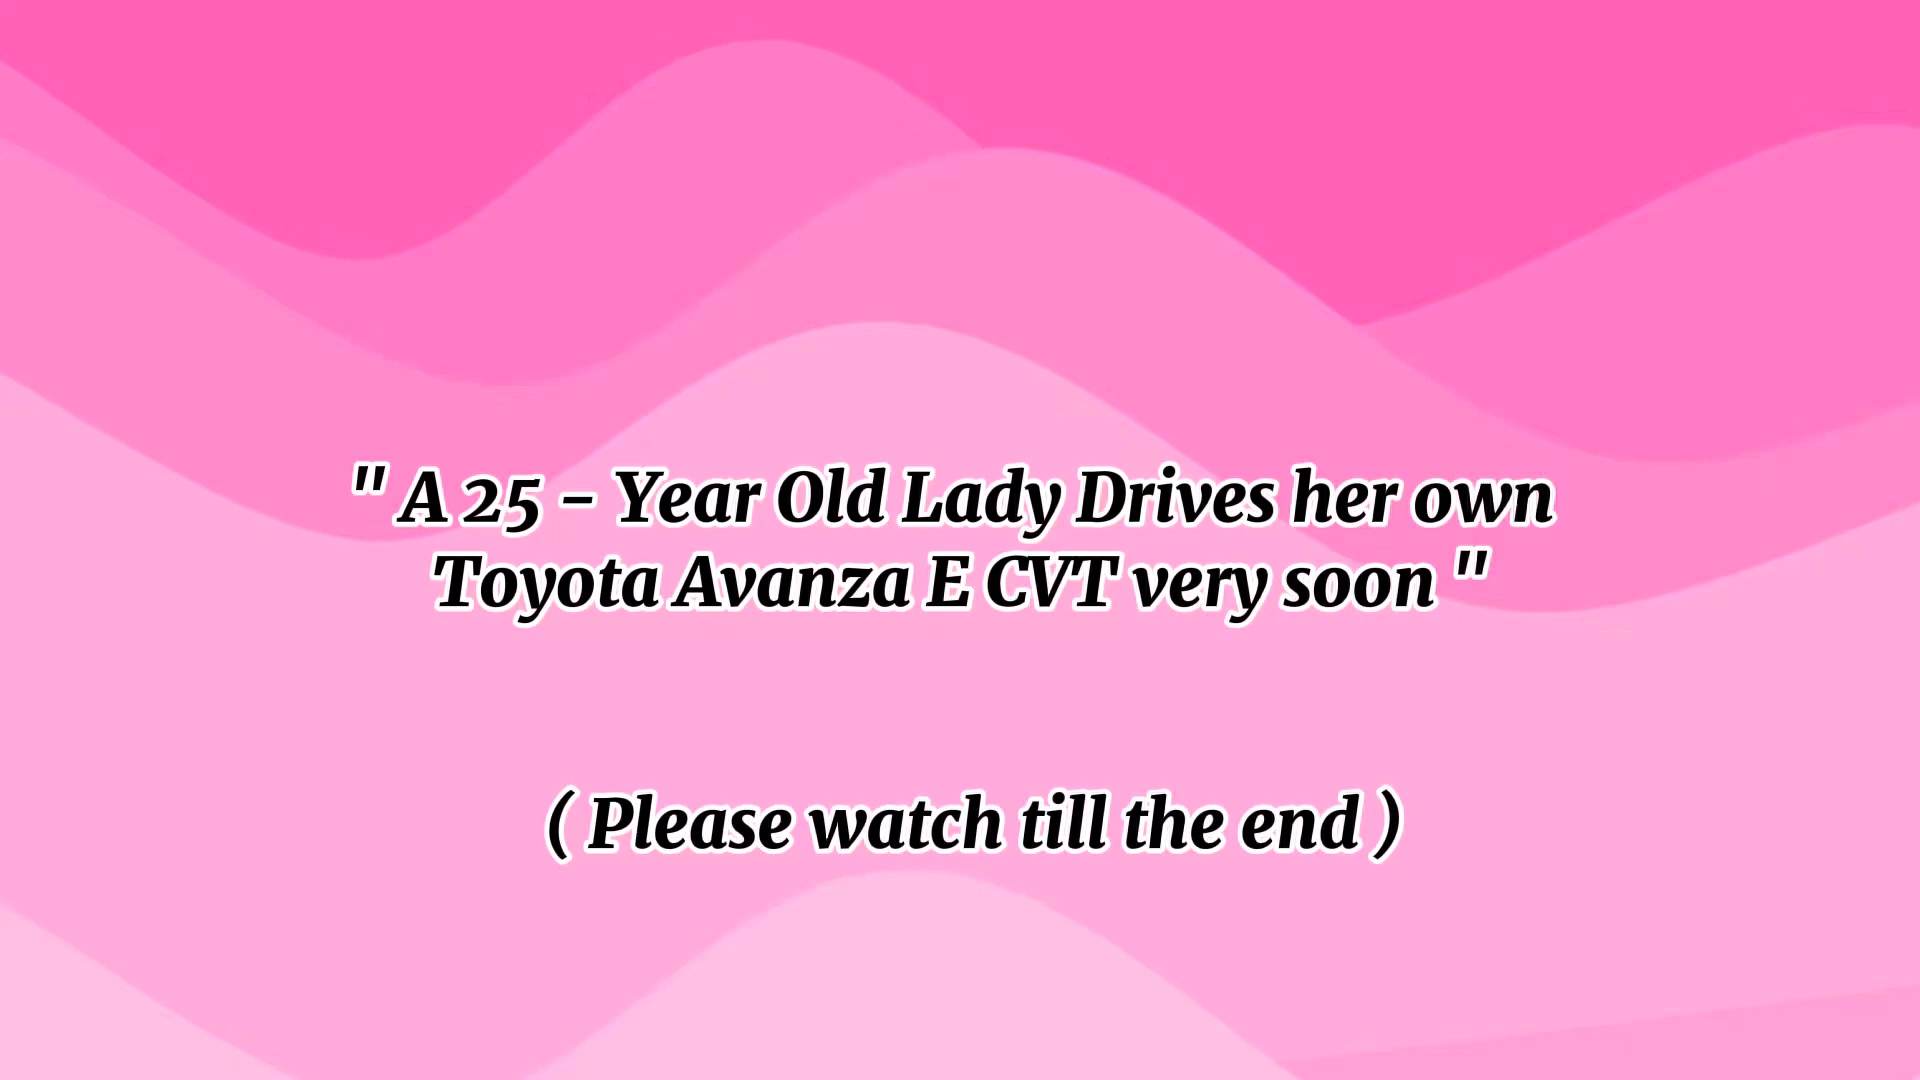 " A 25 - Year Old Lady Drives her own
Toyota Avanza E CVT very soon "
( Please watch till the end )